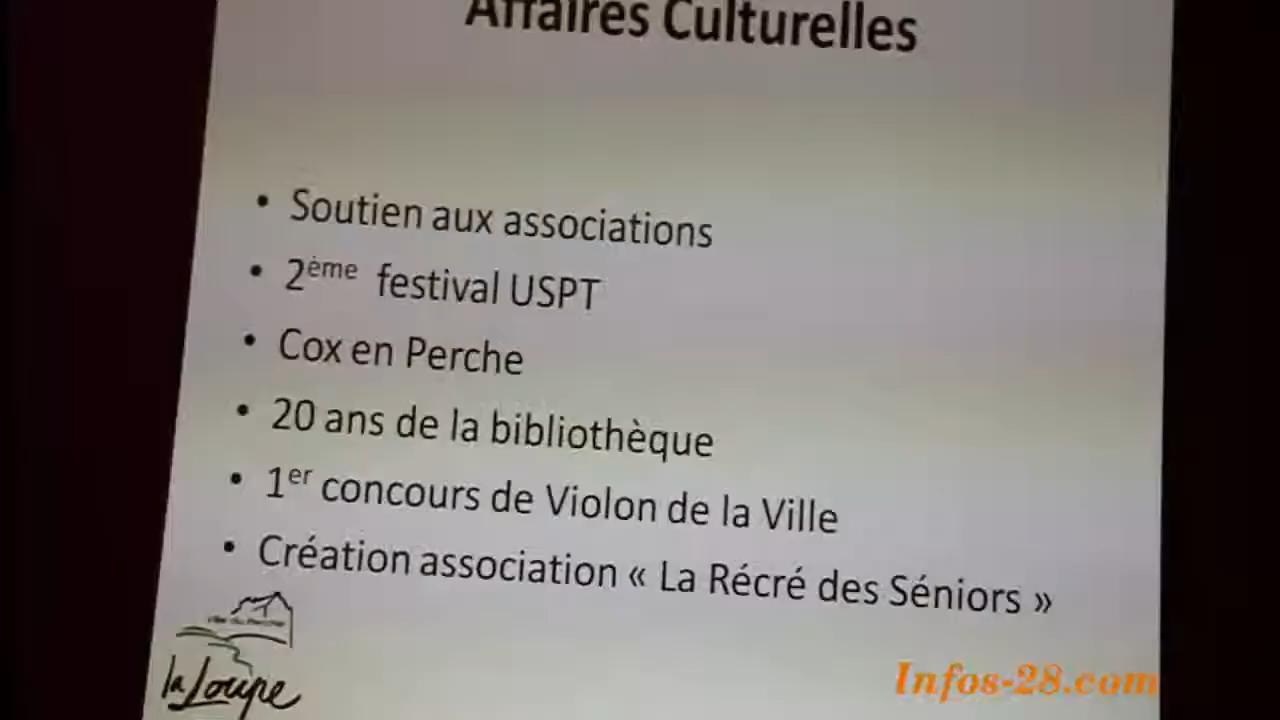 Affaires Culturelles
• Soutien aux associations
• 2ème festival USPT
• Cox en Perche
• 20 ans de la bibliothèque
• 1er concours de Violon de la Ville
• Création association « La Récré des Séniors »
la Loupe
Infos-28.com